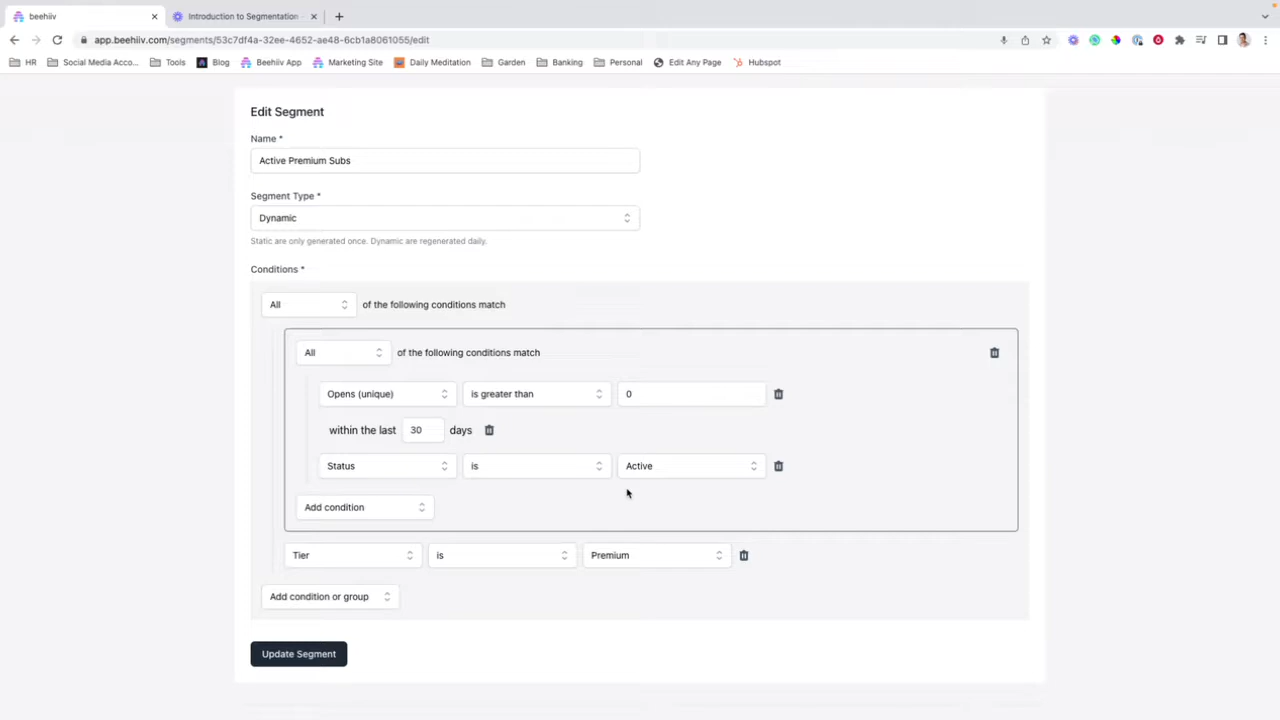 beehiiv
Introduction to Segmentation
app.beehiiv.com/segments/53c7df4a-32ee-4652-ae48-6cb1a8061055/edit
HR Social Media Acco... Tools Blog Beehiiv App Marketing Site Daily Meditation Garden Banking Personal Edit Any Page Hubspot
Edit Segment
Name *
Active Premium Subs
Segment Type *
Dynamic
Static are only generated once. Dynamic are regenerated daily.
Conditions *
All of the following conditions match
All of the following conditions match
Opens (unique) is greater than 0
within the last 30 days
Status is Active
Add condition
Tier is Premium
Add condition or group
Update Segment